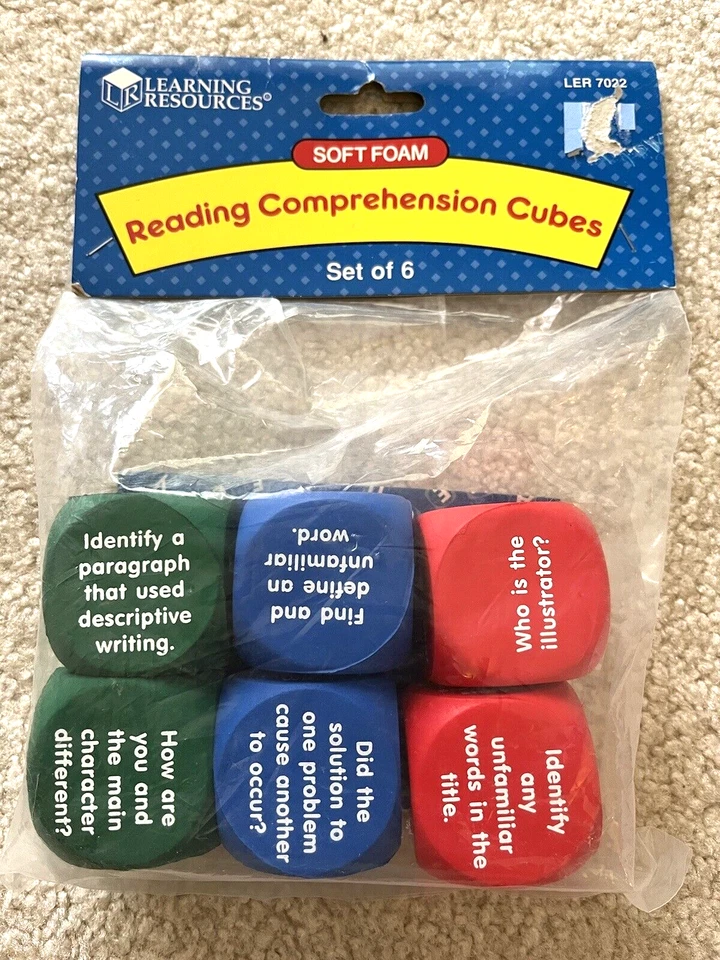 LR LEARNING
RESOURCES®
LER 7022
SOFT FOAM
Reading Comprehension Cubes
Set of 6
Identify a
paragraph
that used
descriptive
writing.
Find and
define an
unfamiliar
word.
Who is the
illustrator?
How are
you and
the main
character
different?
Did the
solution to
one problem
cause another
to occur?
Identify
any
unfamiliar
words in the
title.